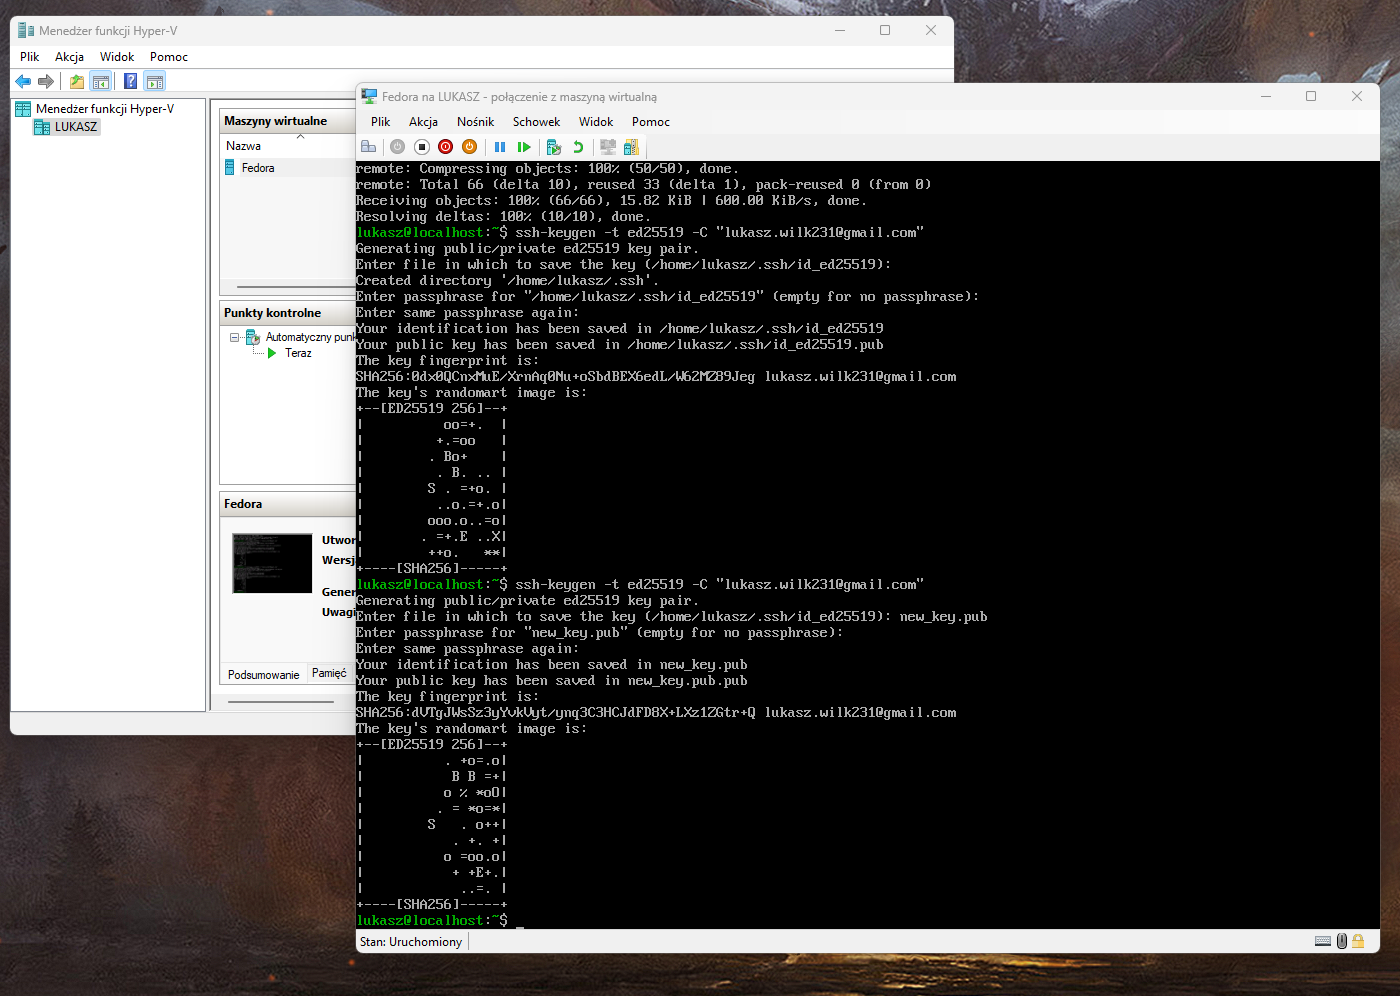 Menedżer funkcji Hyper-V
Plik Akcja Widok Pomoc
Menedżer funkcji Hyper-V
LUKASZ
Maszyny wirtualne
Nazwa
Fedora
Punkty kontrolne
Automatyczny punk
Teraz
Fedora
Utwor
Wersj
Gener
Uwagi
Podsumowanie Pamięć
Fedora na LUKASZ - połączenie z maszyną wirtualną
Plik Akcja Nośnik Schowek Widok Pomoc
remote: Compressing objects: 100% (50/50), done.
remote: Total 66 (delta 10), reused 33 (delta 1), pack-reused 0 (from 0)
Receiving objects: 100% (66/66), 15.82 KiB | 600.00 KiB/s, done.
Resolving deltas: 100% (10/10), done.
lukasz@localhost:~$ ssh-keygen -t ed25519 -C "lukasz.wilk231@gmail.com"
Generating public/private ed25519 key pair.
Enter file in which to save the key (/home/lukasz/.ssh/id_ed25519):
Created directory '/home/lukasz/.ssh'.
Enter passphrase for "/home/lukasz/.ssh/id_ed25519" (empty for no passphrase):
Enter same passphrase again:
Your identification has been saved in /home/lukasz/.ssh/id_ed25519
Your public key has been saved in /home/lukasz/.ssh/id_ed25519.pub
The key fingerprint is:
SHA256:0dx0QCnxMuE/XrnAq0Nu+oSbdBEX6edL/W62MZ89Jeg lukasz.wilk231@gmail.com
The key's randomart image is:
+--[ED25519 256]--+
|          oo=+.  |
|         +.=oo   |
|        . Bo+    |
|         . B. .. |
|        S . =+o. |
|         ..o.=+.o|
|        ooo.o..=o|
|       . =+.E ..X|
|        ++o.   **|
+----[SHA256]-----+
lukasz@localhost:~$ ssh-keygen -t ed25519 -C "lukasz.wilk231@gmail.com"
Generating public/private ed25519 key pair.
Enter file in which to save the key (/home/lukasz/.ssh/id_ed25519): new_key.pub
Enter passphrase for "new_key.pub" (empty for no passphrase):
Enter same passphrase again:
Your identification has been saved in new_key.pub
Your public key has been saved in new_key.pub.pub
The key fingerprint is:
SHA256:dVTgJWsSz3yYvkVyt/ynq3C3HCJdFD8X+LXz1ZGtr+Q lukasz.wilk231@gmail.com
The key's randomart image is:
+--[ED25519 256]--+
|          . +o=.o|
|           B B =+|
|          o % *oO|
|         . = *o=*|
|        S   . o++|
|           . +. +|
|          o =oo.o|
|           + +E+.|
|            ..=. |
+----[SHA256]-----+
lukasz@localhost:~$ _
Stan: Uruchomiony